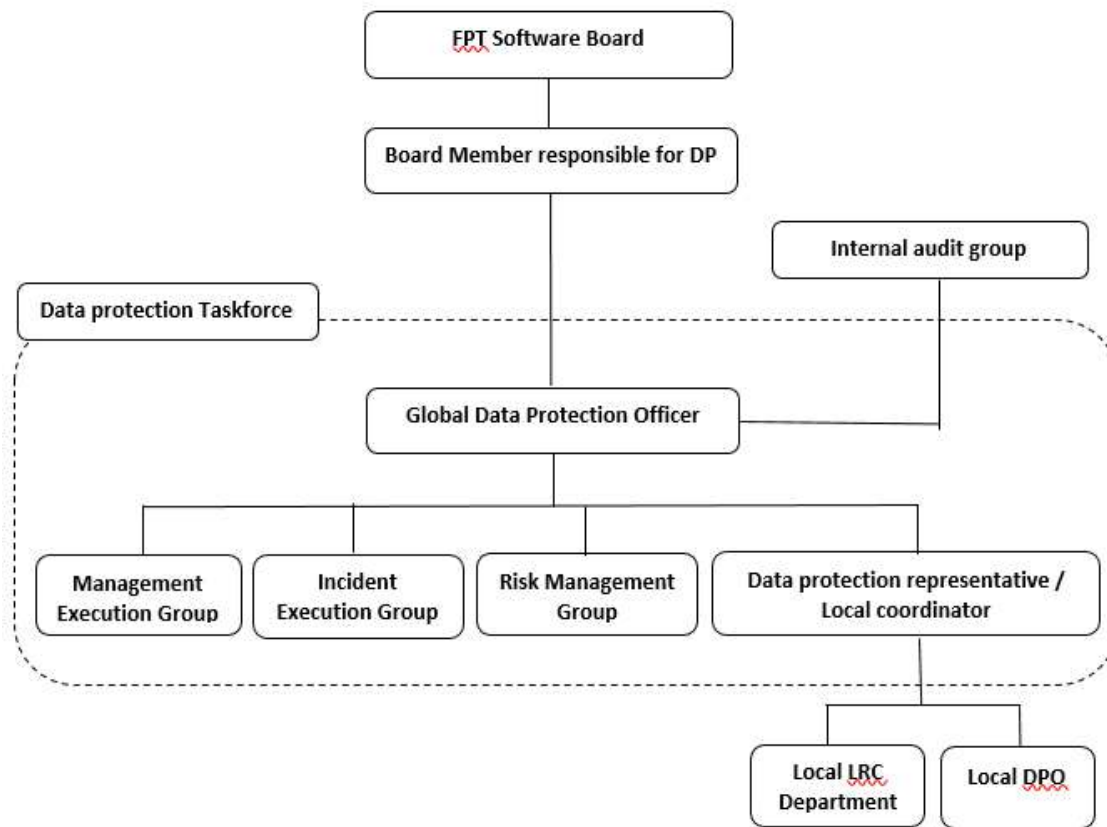 FPT Software Board
Board Member responsible for DP
Internal audit group
Data protection Taskforce
Global Data Protection Officer
Management
Execution Group
Incident
Execution Group
Risk Management
Group
Data protection representative /
Local coordinator
Local LRC
Department
Local DPO